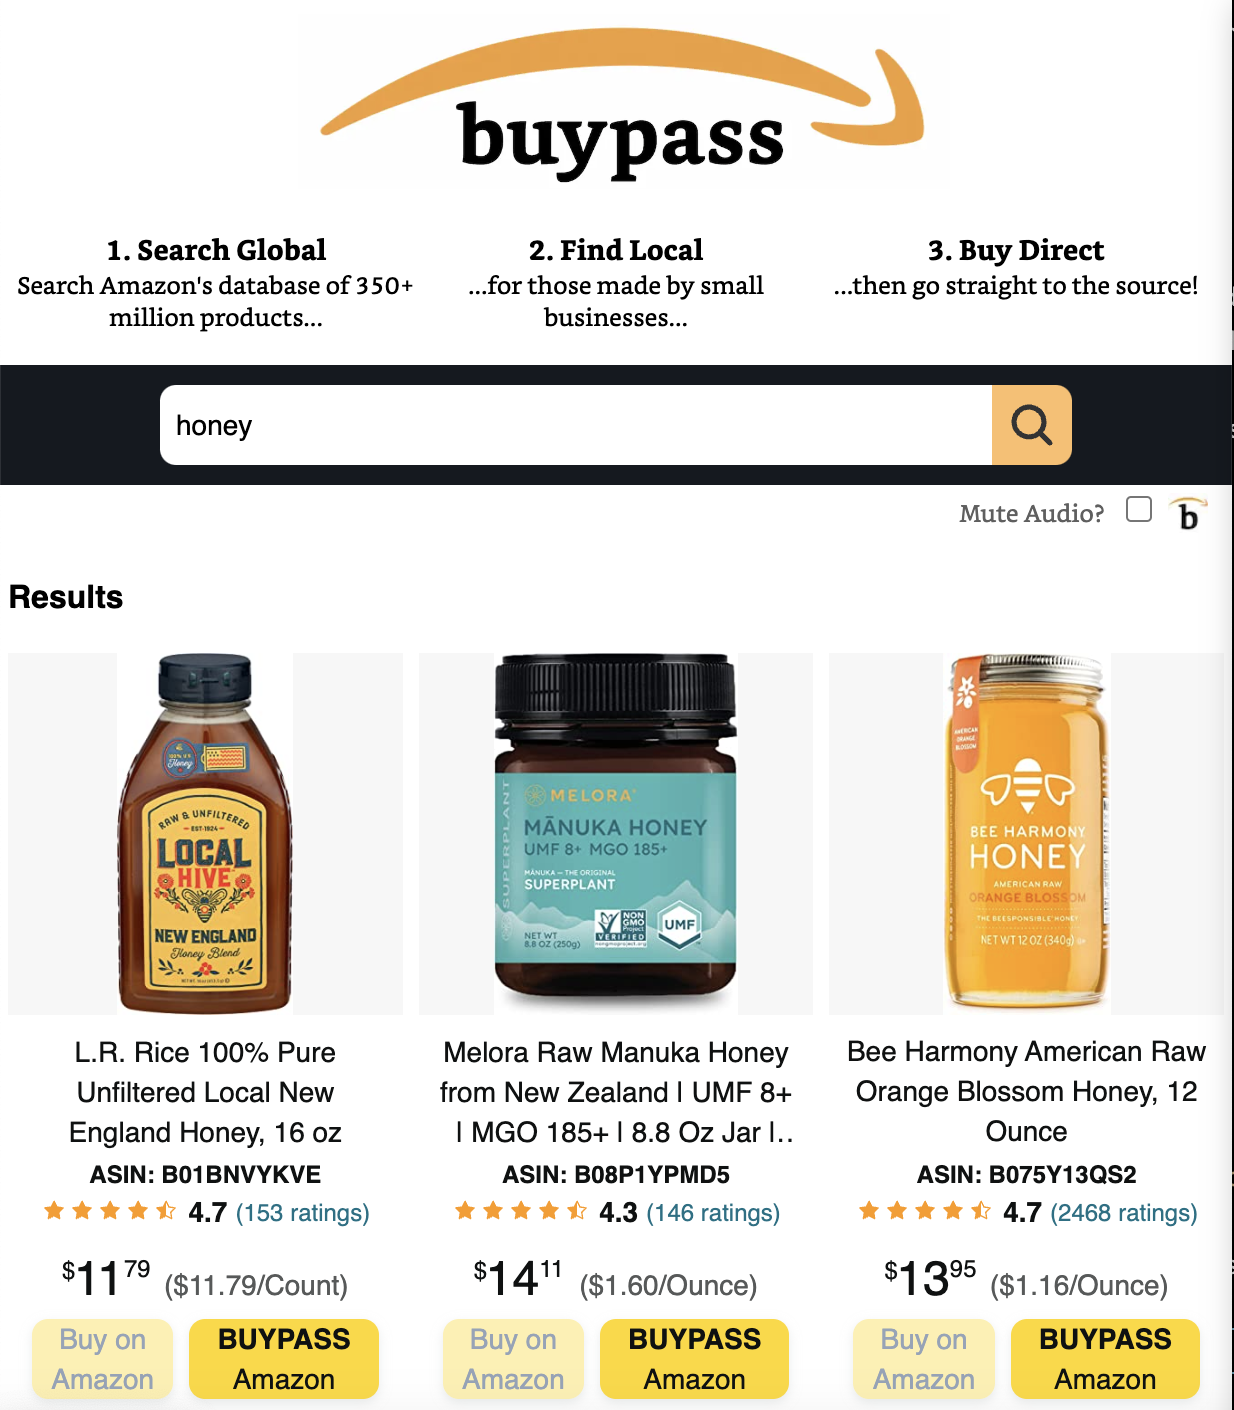 buypass
1. Search Global
Search Amazon's database of 350+
million products...
2. Find Local
...for those made by small
businesses...
3. Buy Direct
...then go straight to the source!
honey
Mute Audio?
b
Results
100% U.S.
Honey
RAW & UNFILTERED
EST·1924
LOCAL
HIVE
NEW ENGLAND
Honey Blend
SUPERPLANT
MELORA
MĀNUKA HONEY
UMF 8+ MGO 185+
MĀNUKA – THE ORIGINAL
SUPERPLANT
NET WT
8.8 OZ (250g)
NON
GMO
Project
VERIFIED
nongmoproject.org
UMF
AMERICAN
ORANGE
BLOSSOM
BEE HARMONY
HONEY
AMERICAN RAW
ORANGE BLOSSOM
THE BEESPONSIBLE HONEY
NET WT 12 OZ (340g)
L.R. Rice 100% Pure
Unfiltered Local New
England Honey, 16 oz
ASIN: B01BNVYKVE
4.7 (153 ratings)
$11 79 ($11.79/Count)
Buy on
Amazon
BUYPASS
Amazon
Melora Raw Manuka Honey
from New Zealand | UMF 8+
| MGO 185+ | 8.8 Oz Jar |..
ASIN: B08P1YPMD5
4.3 (146 ratings)
$14 11 ($1.60/Ounce)
Buy on
Amazon
BUYPASS
Amazon
Bee Harmony American Raw
Orange Blossom Honey, 12
Ounce
ASIN: B075Y13QS2
4.7 (2468 ratings)
$13 95 ($1.16/Ounce)
Buy on
Amazon
BUYPASS
Amazon